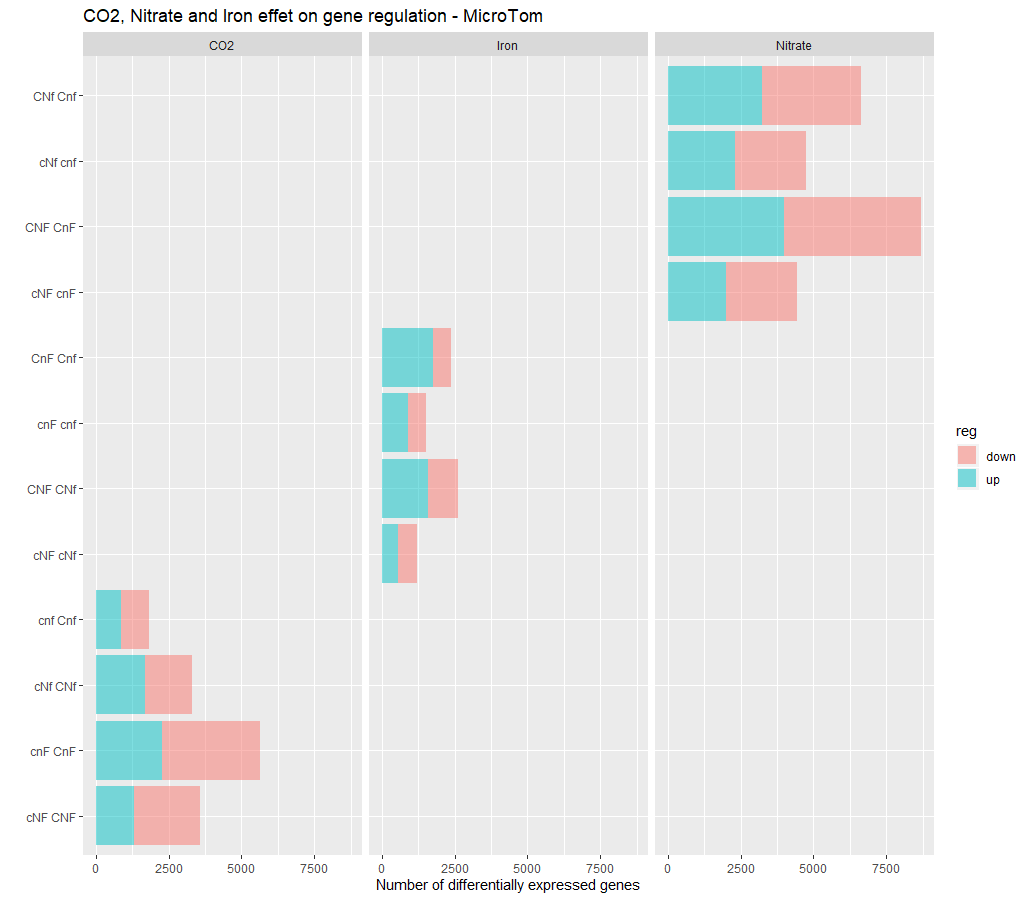 CO2, Nitrate and Iron effet on gene regulation - MicroTom
CO2 Iron Nitrate
CNf Cnf
cNf cnf
CNF CnF
cNF cnF
CnF Cnf
cnF cnf
CNF CNf
cNF cNf
cnf Cnf
cNf CNf
cnF CnF
cNF CNF
reg
down
up
0 2500 5000 7500 0 2500 5000 7500 0 2500 5000 7500
Number of differentially expressed genes